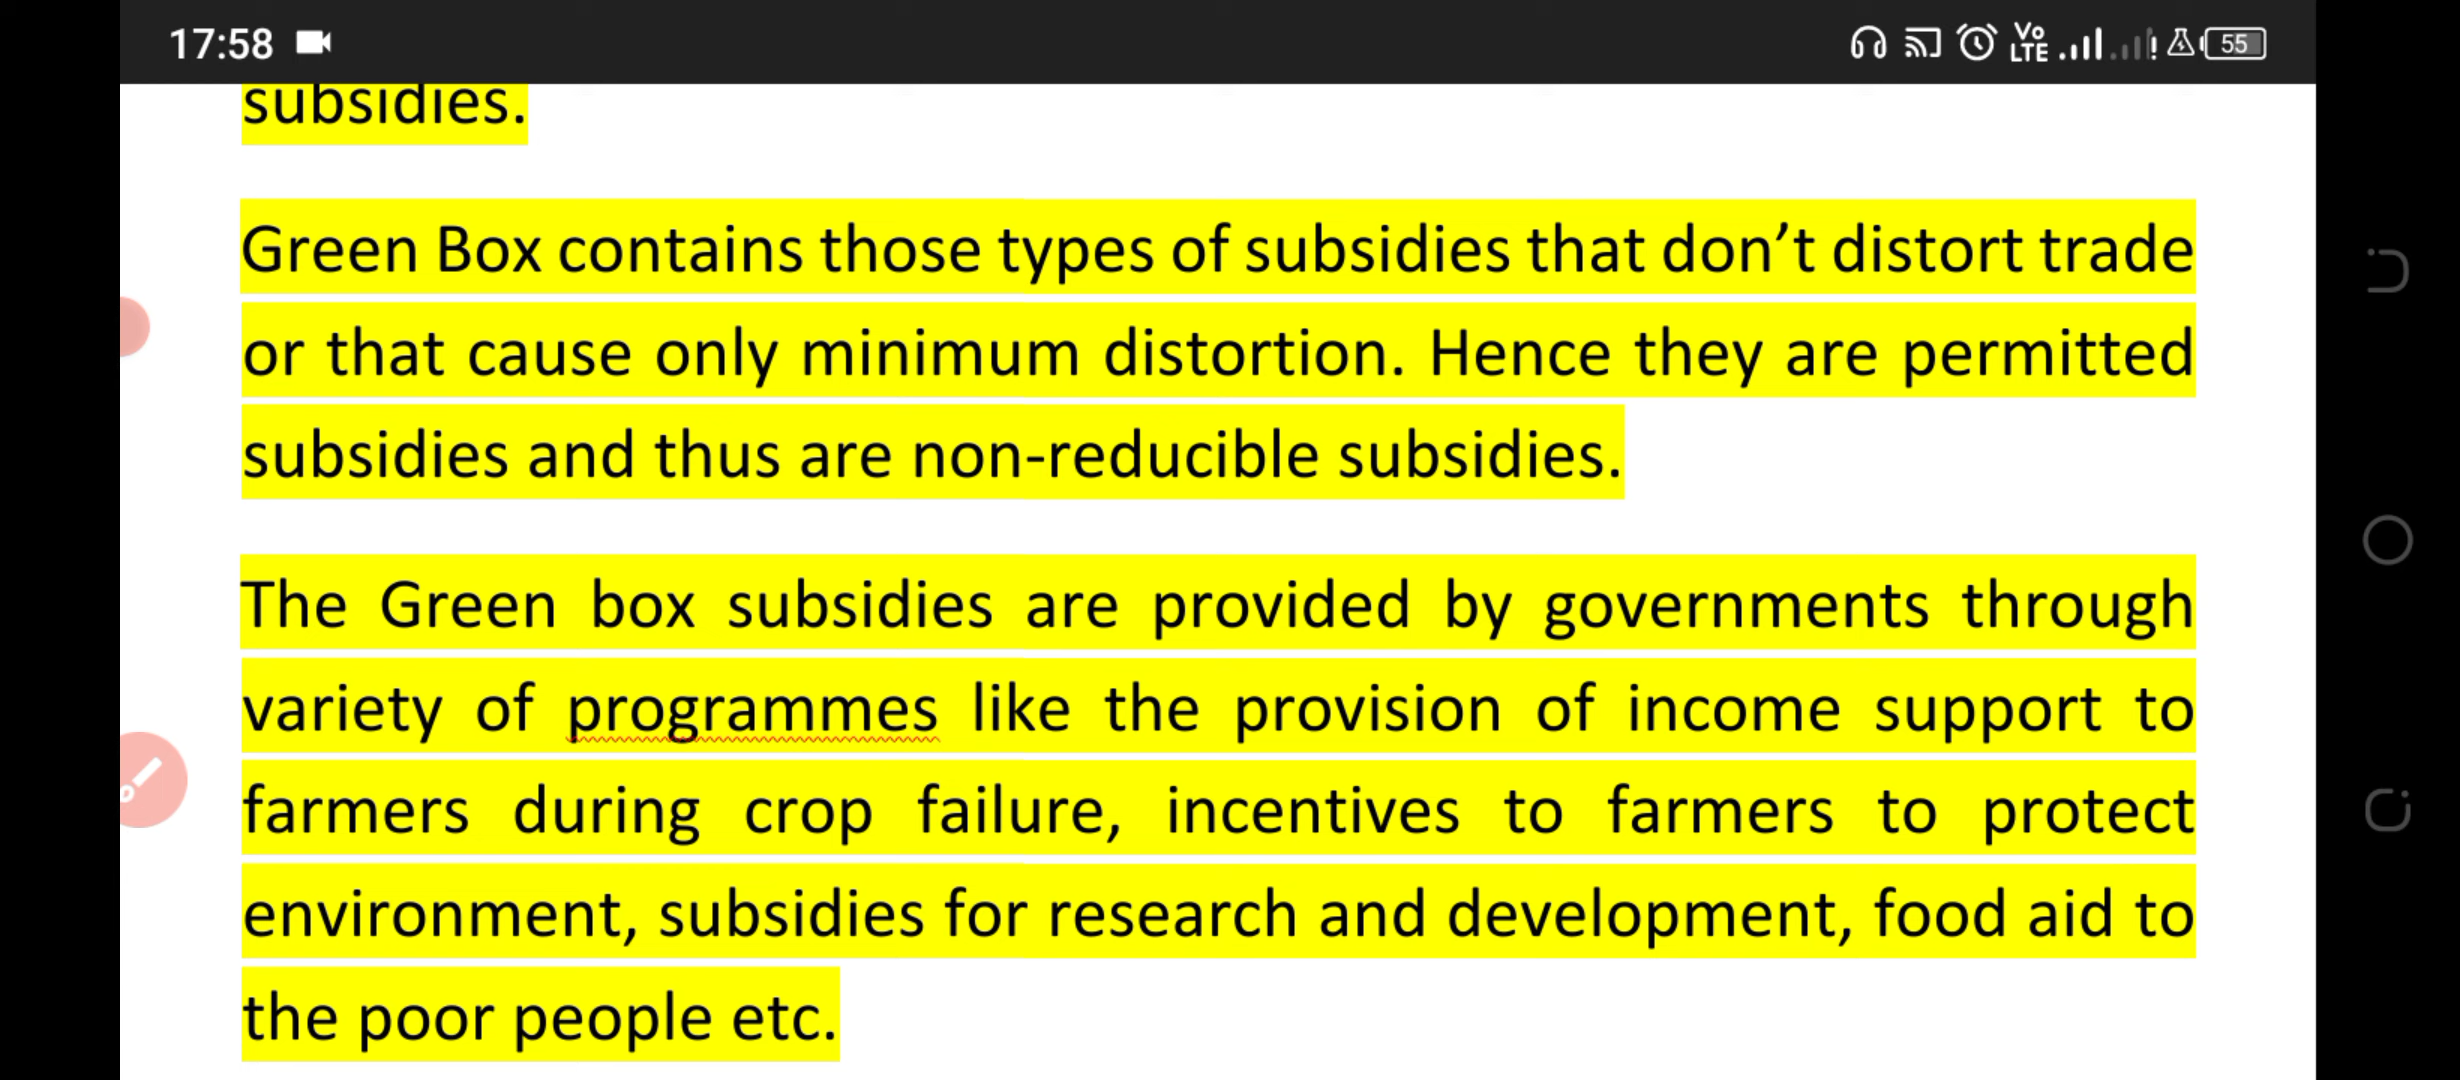 17:58
Vo
LTE
55
subsidies.
Green Box contains those types of subsidies that don’t distort trade
or that cause only minimum distortion. Hence they are permitted
subsidies and thus are non-reducible subsidies.
The Green box subsidies are provided by governments through
variety of programmes like the provision of income support to
farmers during crop failure, incentives to farmers to protect
environment, subsidies for research and development, food aid to
the poor people etc.